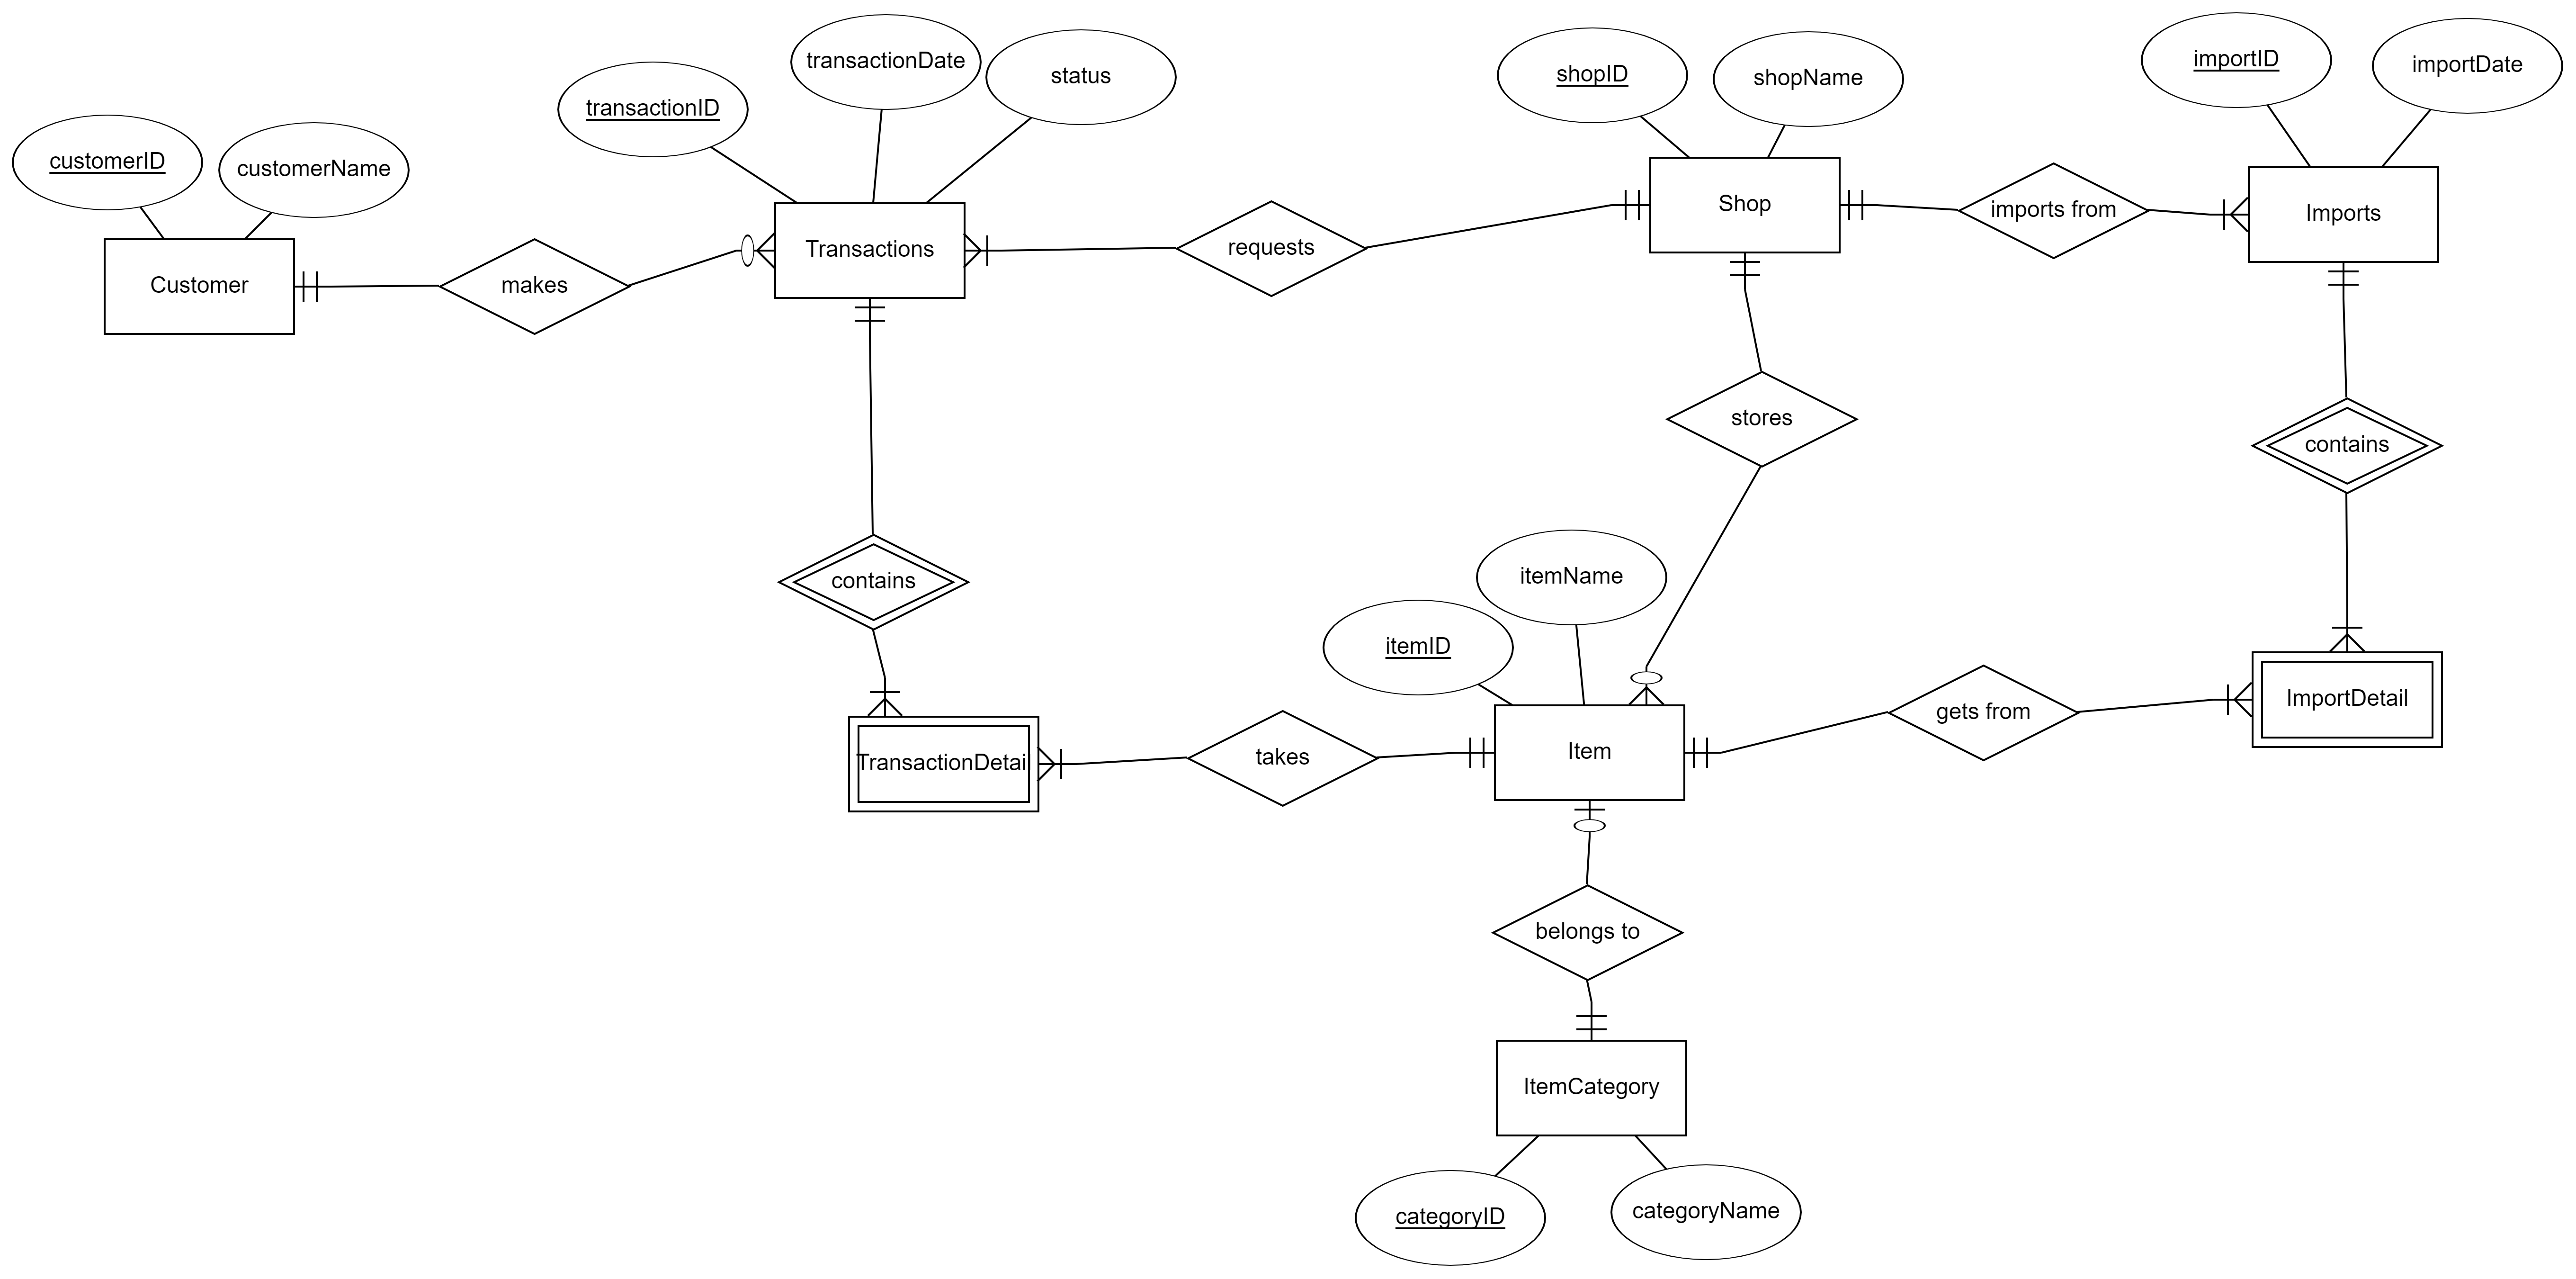 importID
importDate
transactionDate
shopID
shopName
status
transactionID
customerID
customerName
Shop
imports from
Imports
Transactions
requests
Customer
makes
stores
contains
contains
itemName
itemID
ImportDetail
gets from
Item
takes
TransactionDetail
belongs to
ItemCategory
categoryID
categoryName